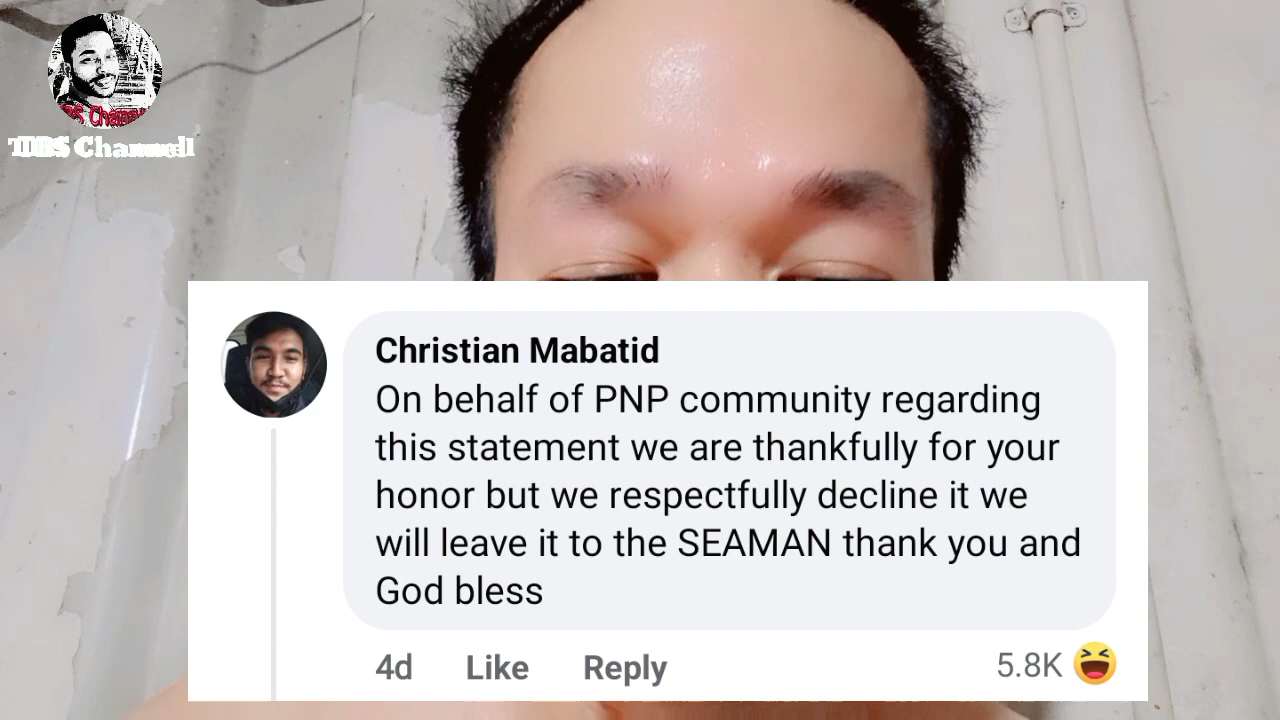 TBS Channel
Christian Mabatid
On behalf of PNP community regarding
this statement we are thankfully for your
honor but we respectfully decline it we
will leave it to the SEAMAN thank you and
God bless
4d Like Reply 5.8K